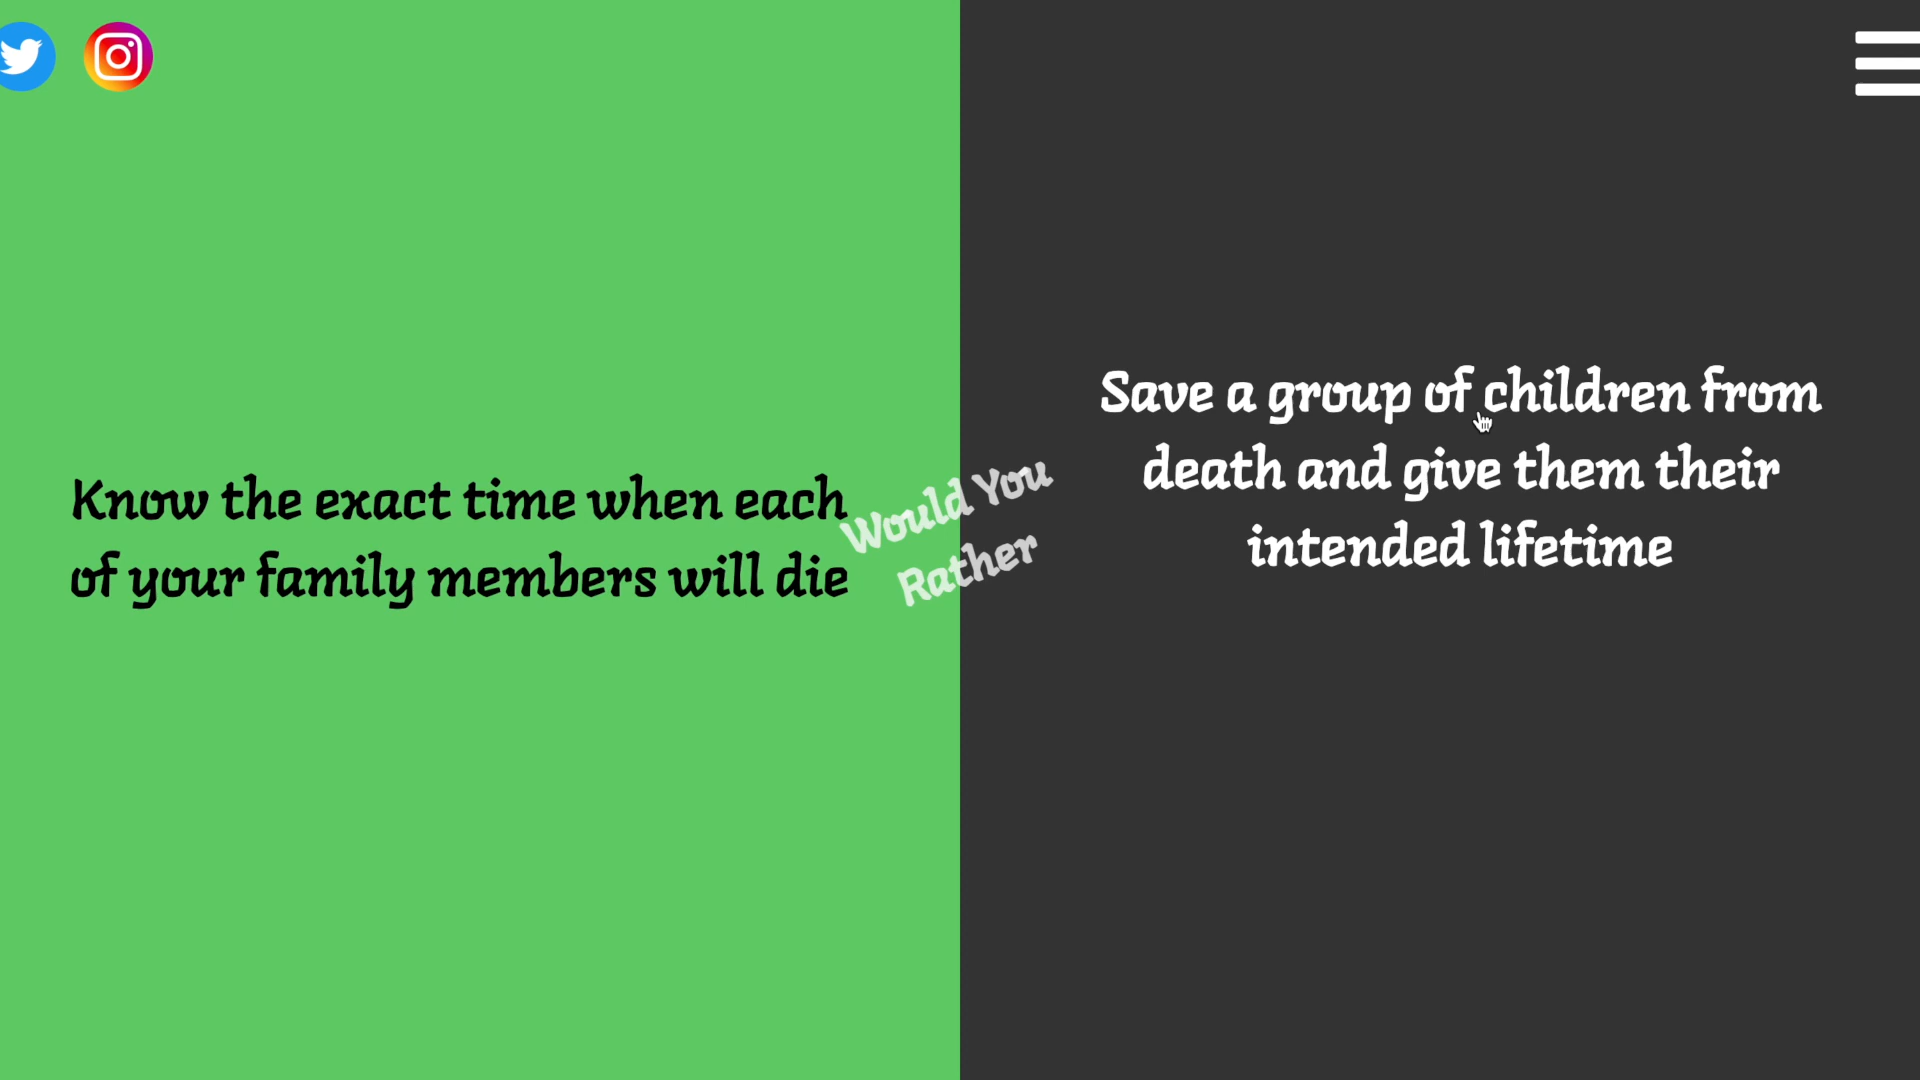 Know the exact time when each
of your family members will die
Would You
Rather
Save a group of children from
death and give them their
intended lifetime